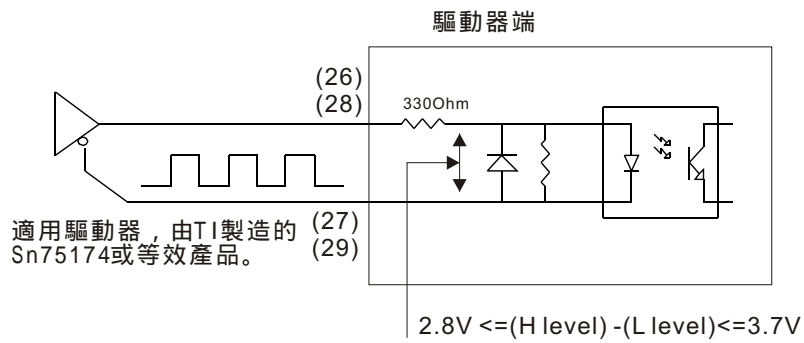 驅動器端
(26)
(28)
330Ohm
適用驅動器，由TI製造的
Sn75174或等效產品。
(27)
(29)
2.8V <=(H level) -(L level)<=3.7V